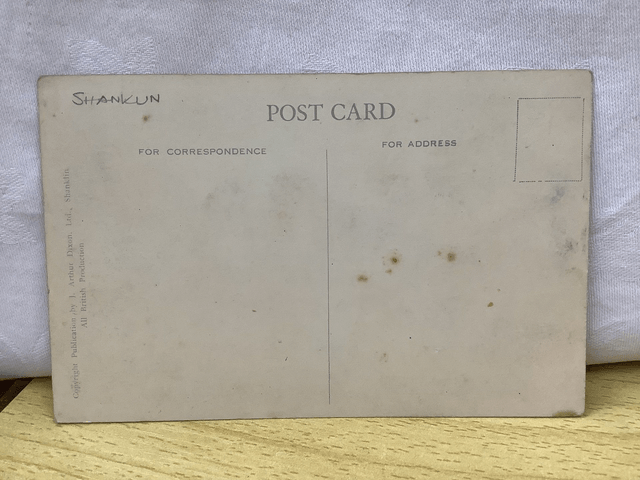 SHANKLIN
POST CARD
FOR CORRESPONDENCE
FOR ADDRESS
Copyright Publication by J. Arthur Dixon, Ltd., Shanklin.
All British Production